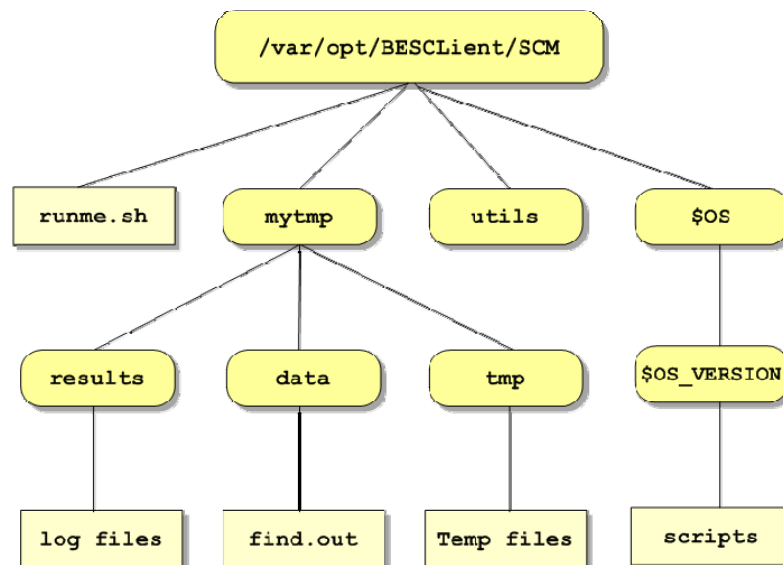 /var/opt/BESCLient/SCM
runme.sh
mytmp
utils
$OS
results
data
tmp
$OS_VERSION
log files
find.out
Temp files
scripts